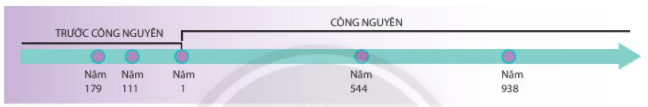 CÔNG NGUYÊN
TRƯỚC CÔNG NGUYÊN
Năm 179
Năm 111
Năm 1
Năm 544
Năm 938